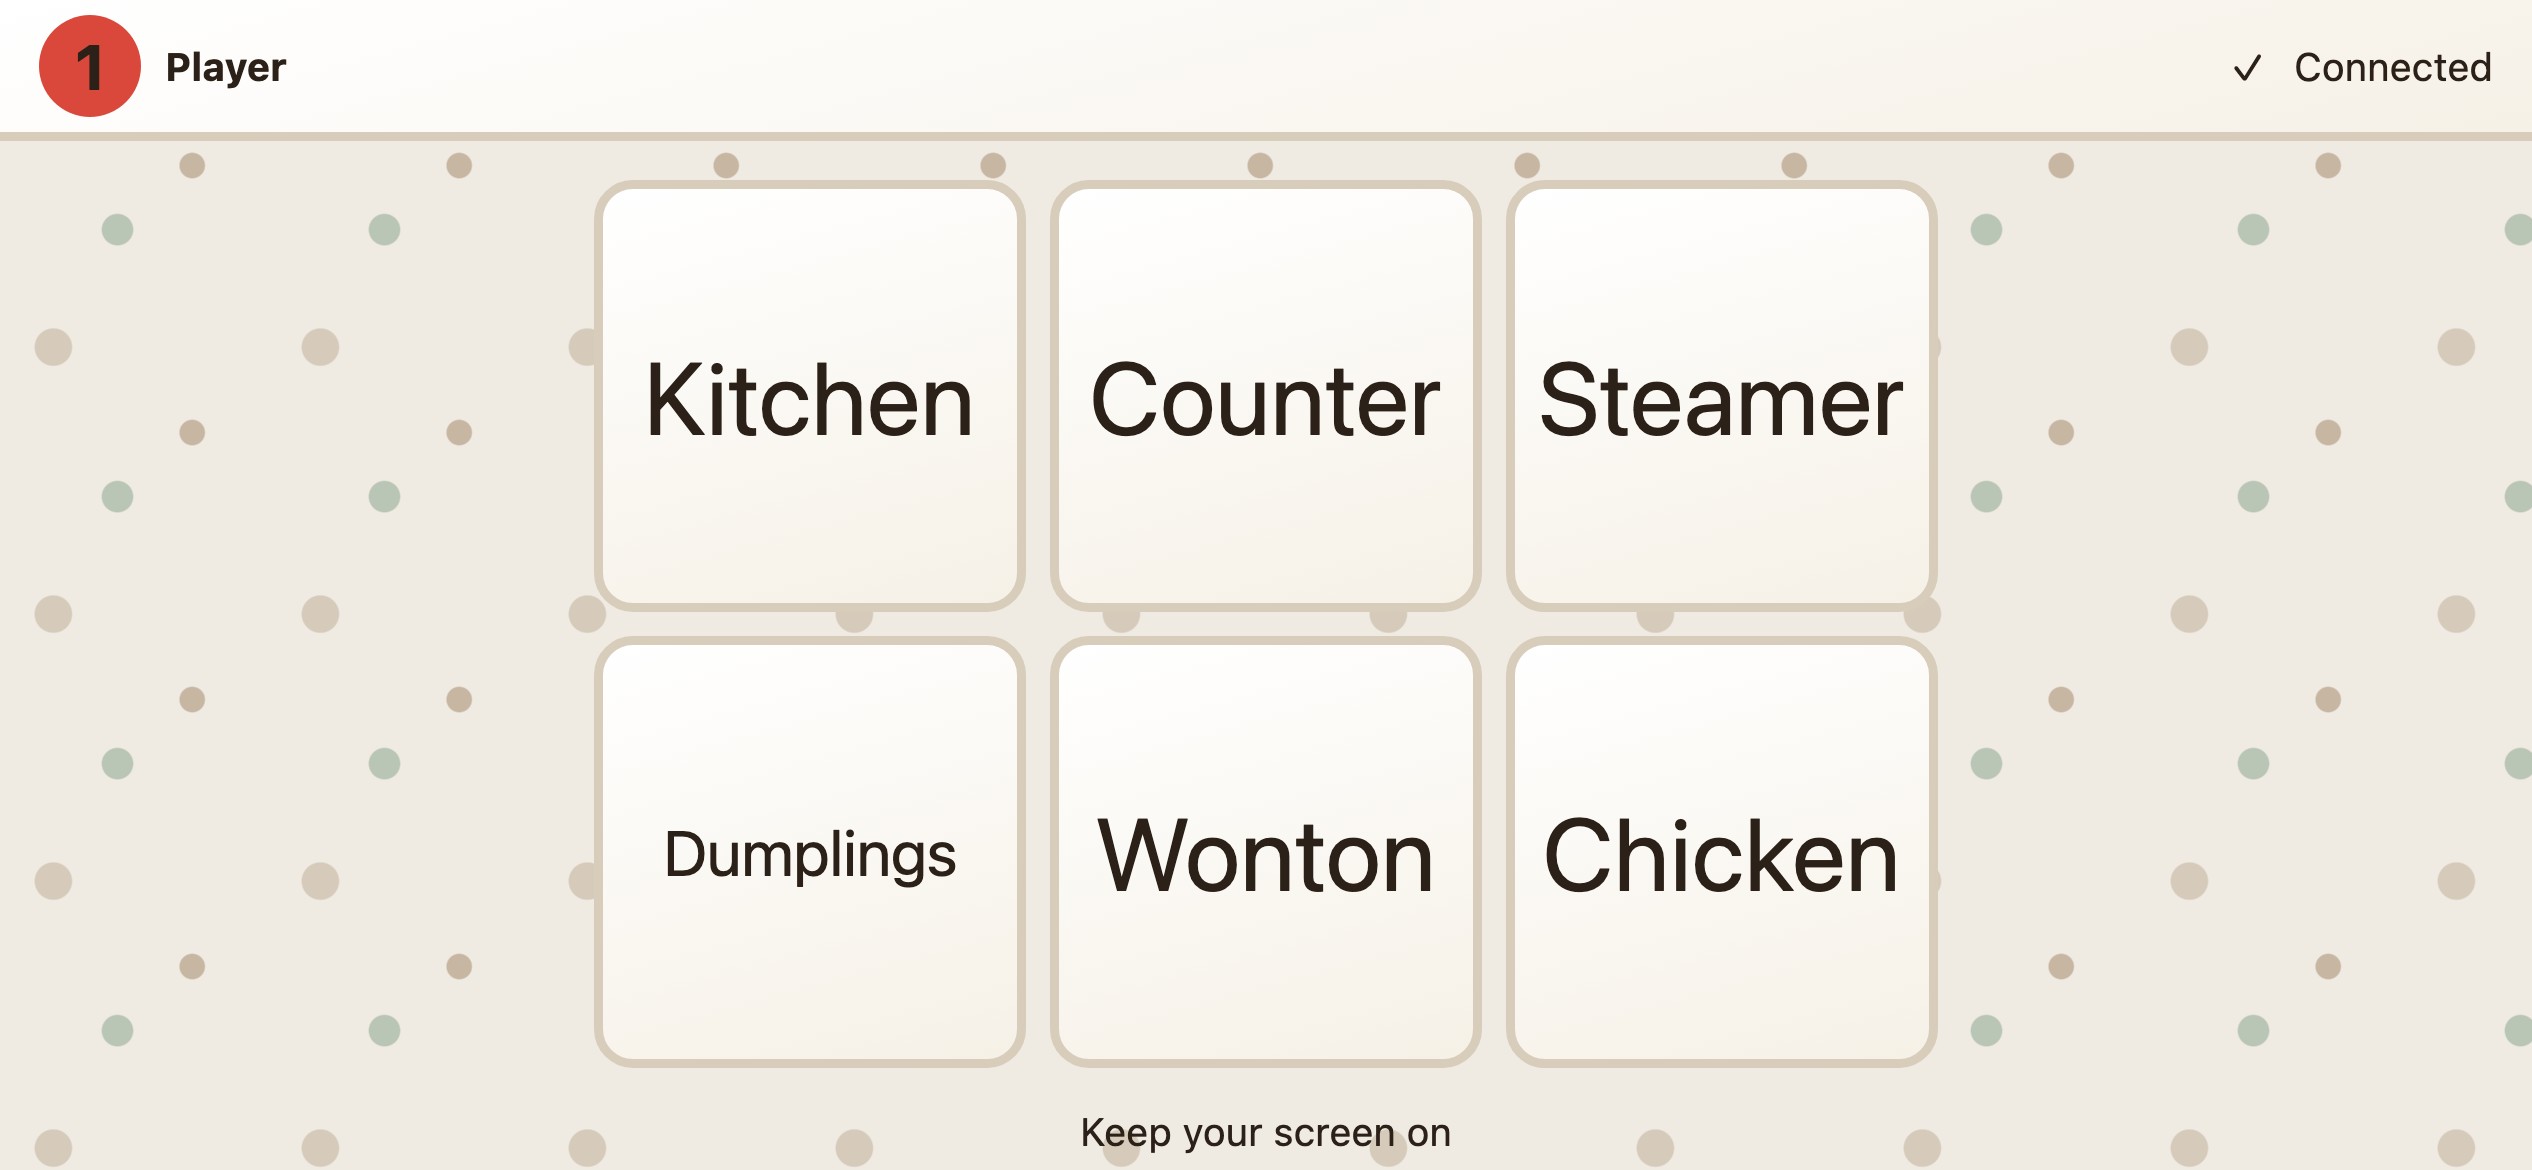 1 Player
✓ Connected
Kitchen
Counter
Steamer
Dumplings
Wonton
Chicken
Keep your screen on